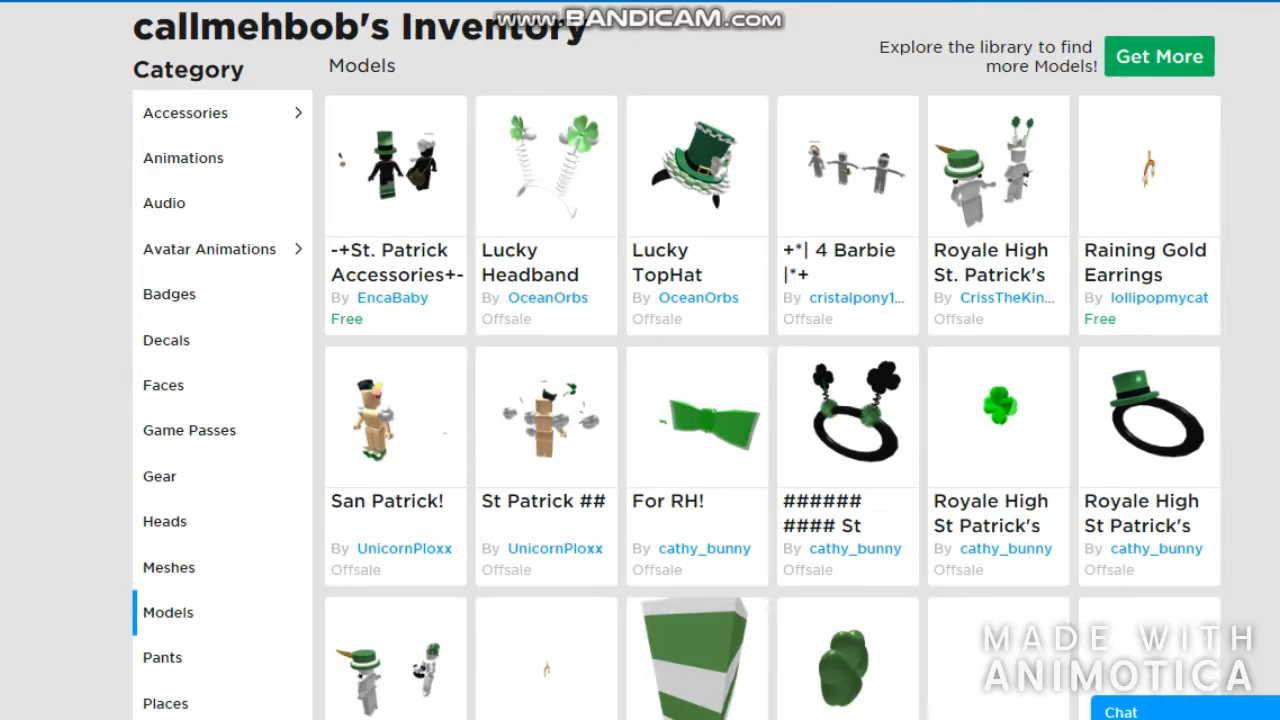 www.BANDICAM.com
callmehbob's Inventory
Explore the library to find
more Models!
Get More
Category
Models
Accessories
Animations
Audio
Avatar Animations
Badges
Decals
Faces
Game Passes
Gear
Heads
Meshes
Models
Pants
Places
-+St. Patrick
Accessories+-
By EncaBaby
Free
Lucky
Headband
By OceanOrbs
Offsale
Lucky
TopHat
By OceanOrbs
Offsale
+*| 4 Barbie
|*+
By cristalpony1...
Offsale
Royale High
St. Patrick's
By CrissTheKin...
Offsale
Raining Gold
Earrings
By lollipopmycat
Free
San Patrick!
By UnicornPloxx
Offsale
St Patrick ##
By UnicornPloxx
Offsale
For RH!
By cathy_bunny
Offsale
######
#### St
By cathy_bunny
Offsale
Royale High
St Patrick's
By cathy_bunny
Offsale
Royale High
St Patrick's
By cathy_bunny
Offsale
MADE WITH
ANIMOTICA
Chat